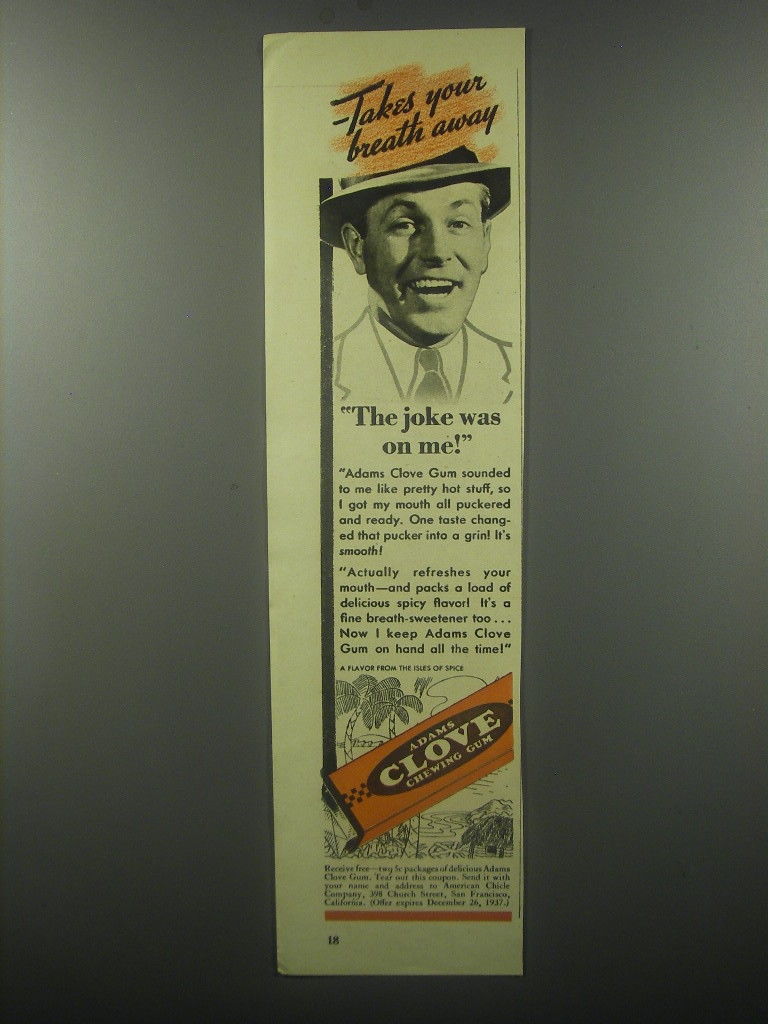 -Takes your
breath away
"The joke was
on me!"
"Adams Clove Gum sounded
to me like pretty hot stuff, so
I got my mouth all puckered
and ready. One taste chang-
ed that pucker into a grin! It's
smooth!
"Actually refreshes your
mouth—and packs a load of
delicious spicy flavor! It's a
fine breath-sweetener too...
Now I keep Adams Clove
Gum on hand all the time!"
A FLAVOR FROM THE ISLES OF SPICE
ADAMS
CLOVE
CHEWING GUM
Receive free—two 5c packages of delicious Adams
Clove Gum. Tear out this coupon. Send it with
your name and address to American Chicle
Company, 398 Church Street, San Francisco,
California. (Offer expires December 26, 1937.)
18